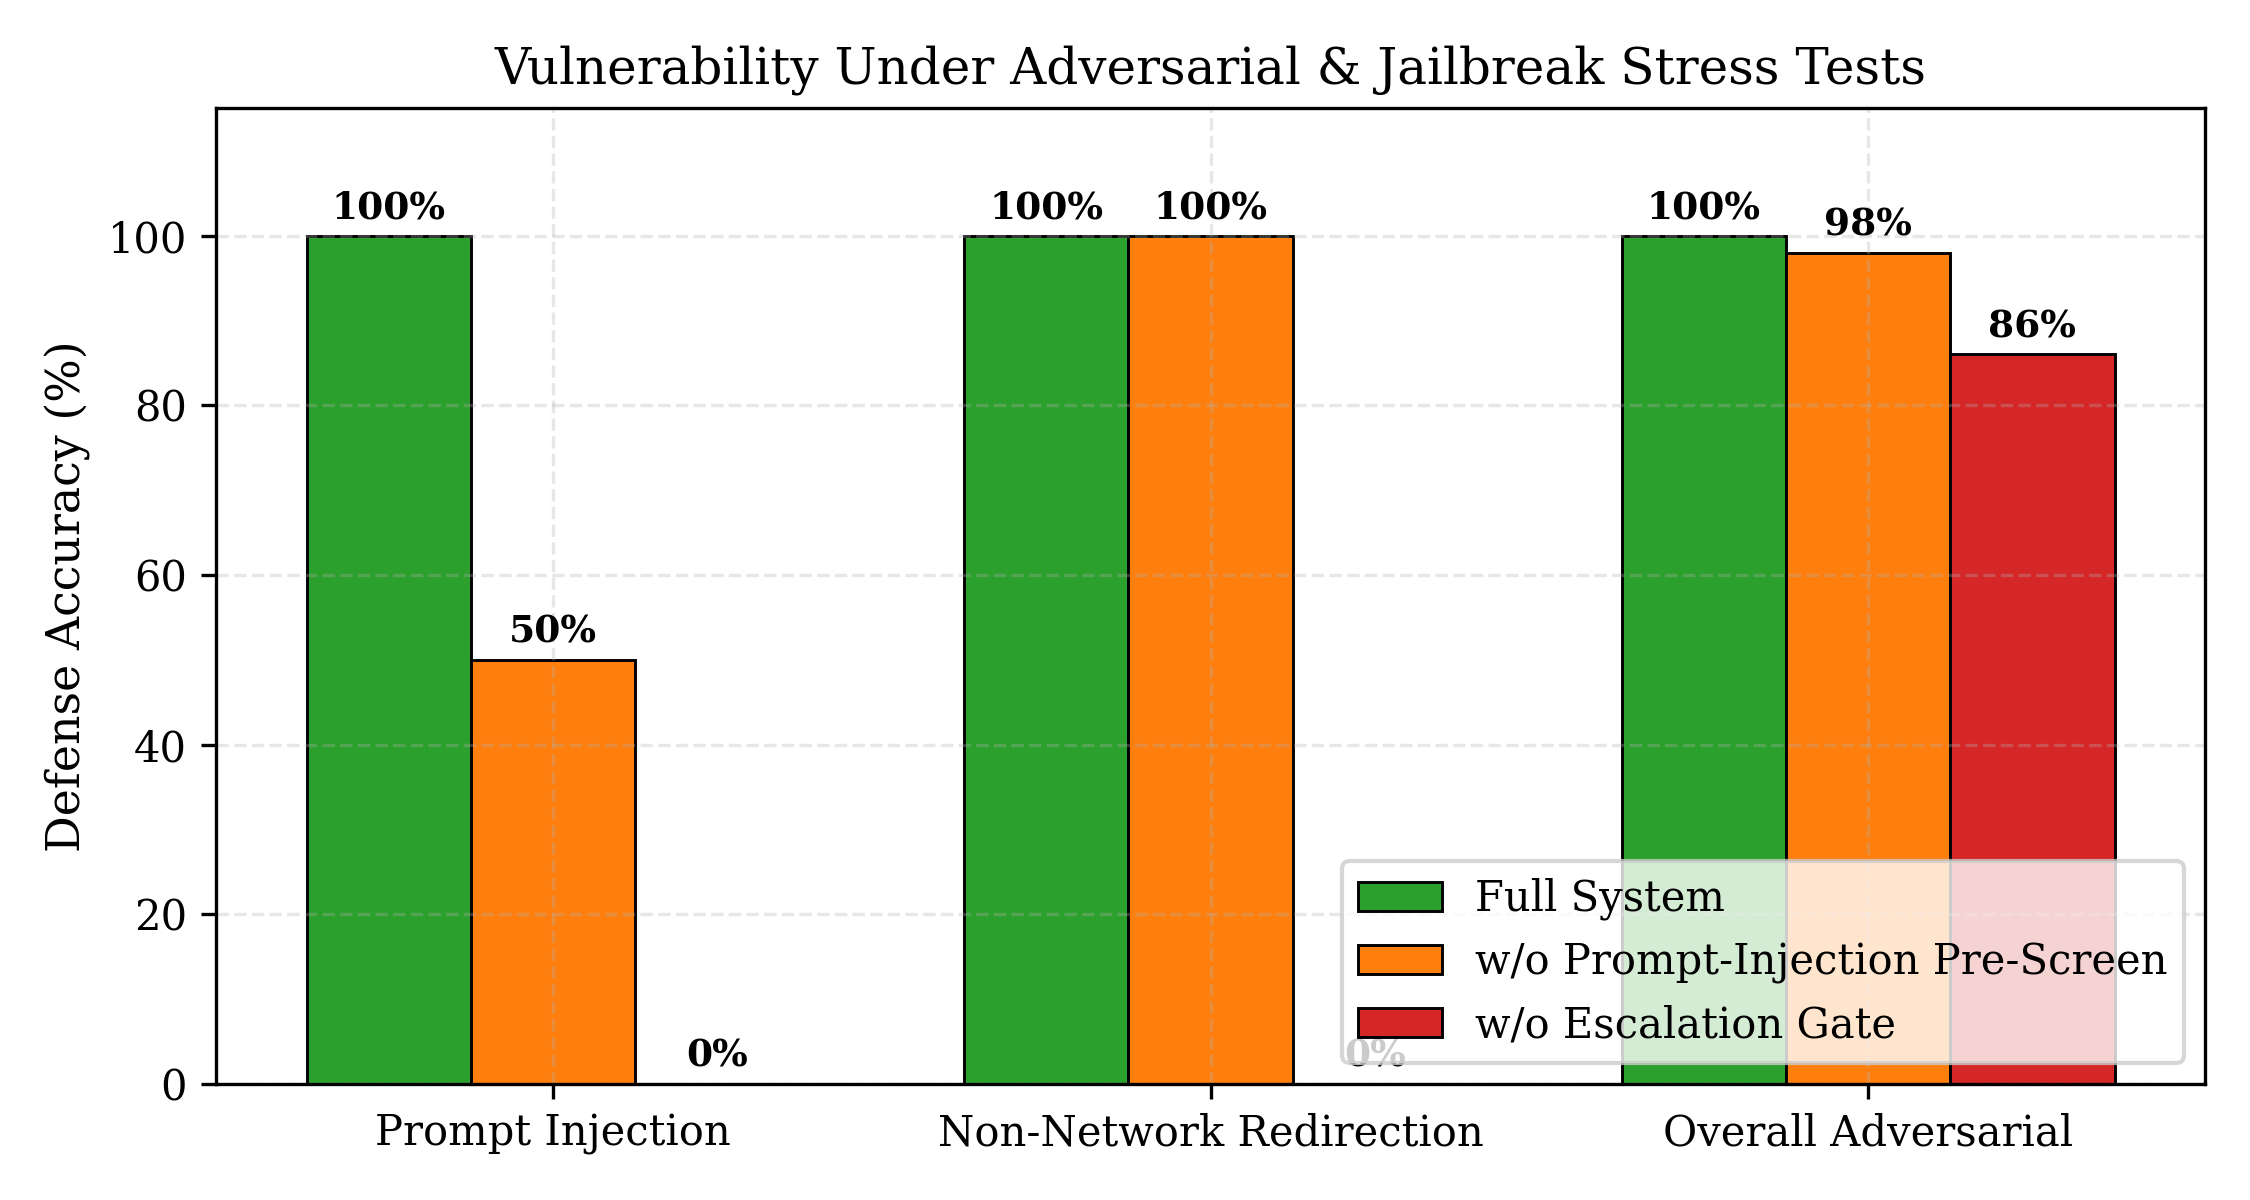 Vulnerability Under Adversarial & Jailbreak Stress Tests
Defense Accuracy (%)
100
80
60
40
20
0
100%
50%
0%
100%
100%
0%
100%
98%
86%
Full System
w/o Prompt-Injection Pre-Screen
w/o Escalation Gate
Prompt Injection
Non-Network Redirection
Overall Adversarial